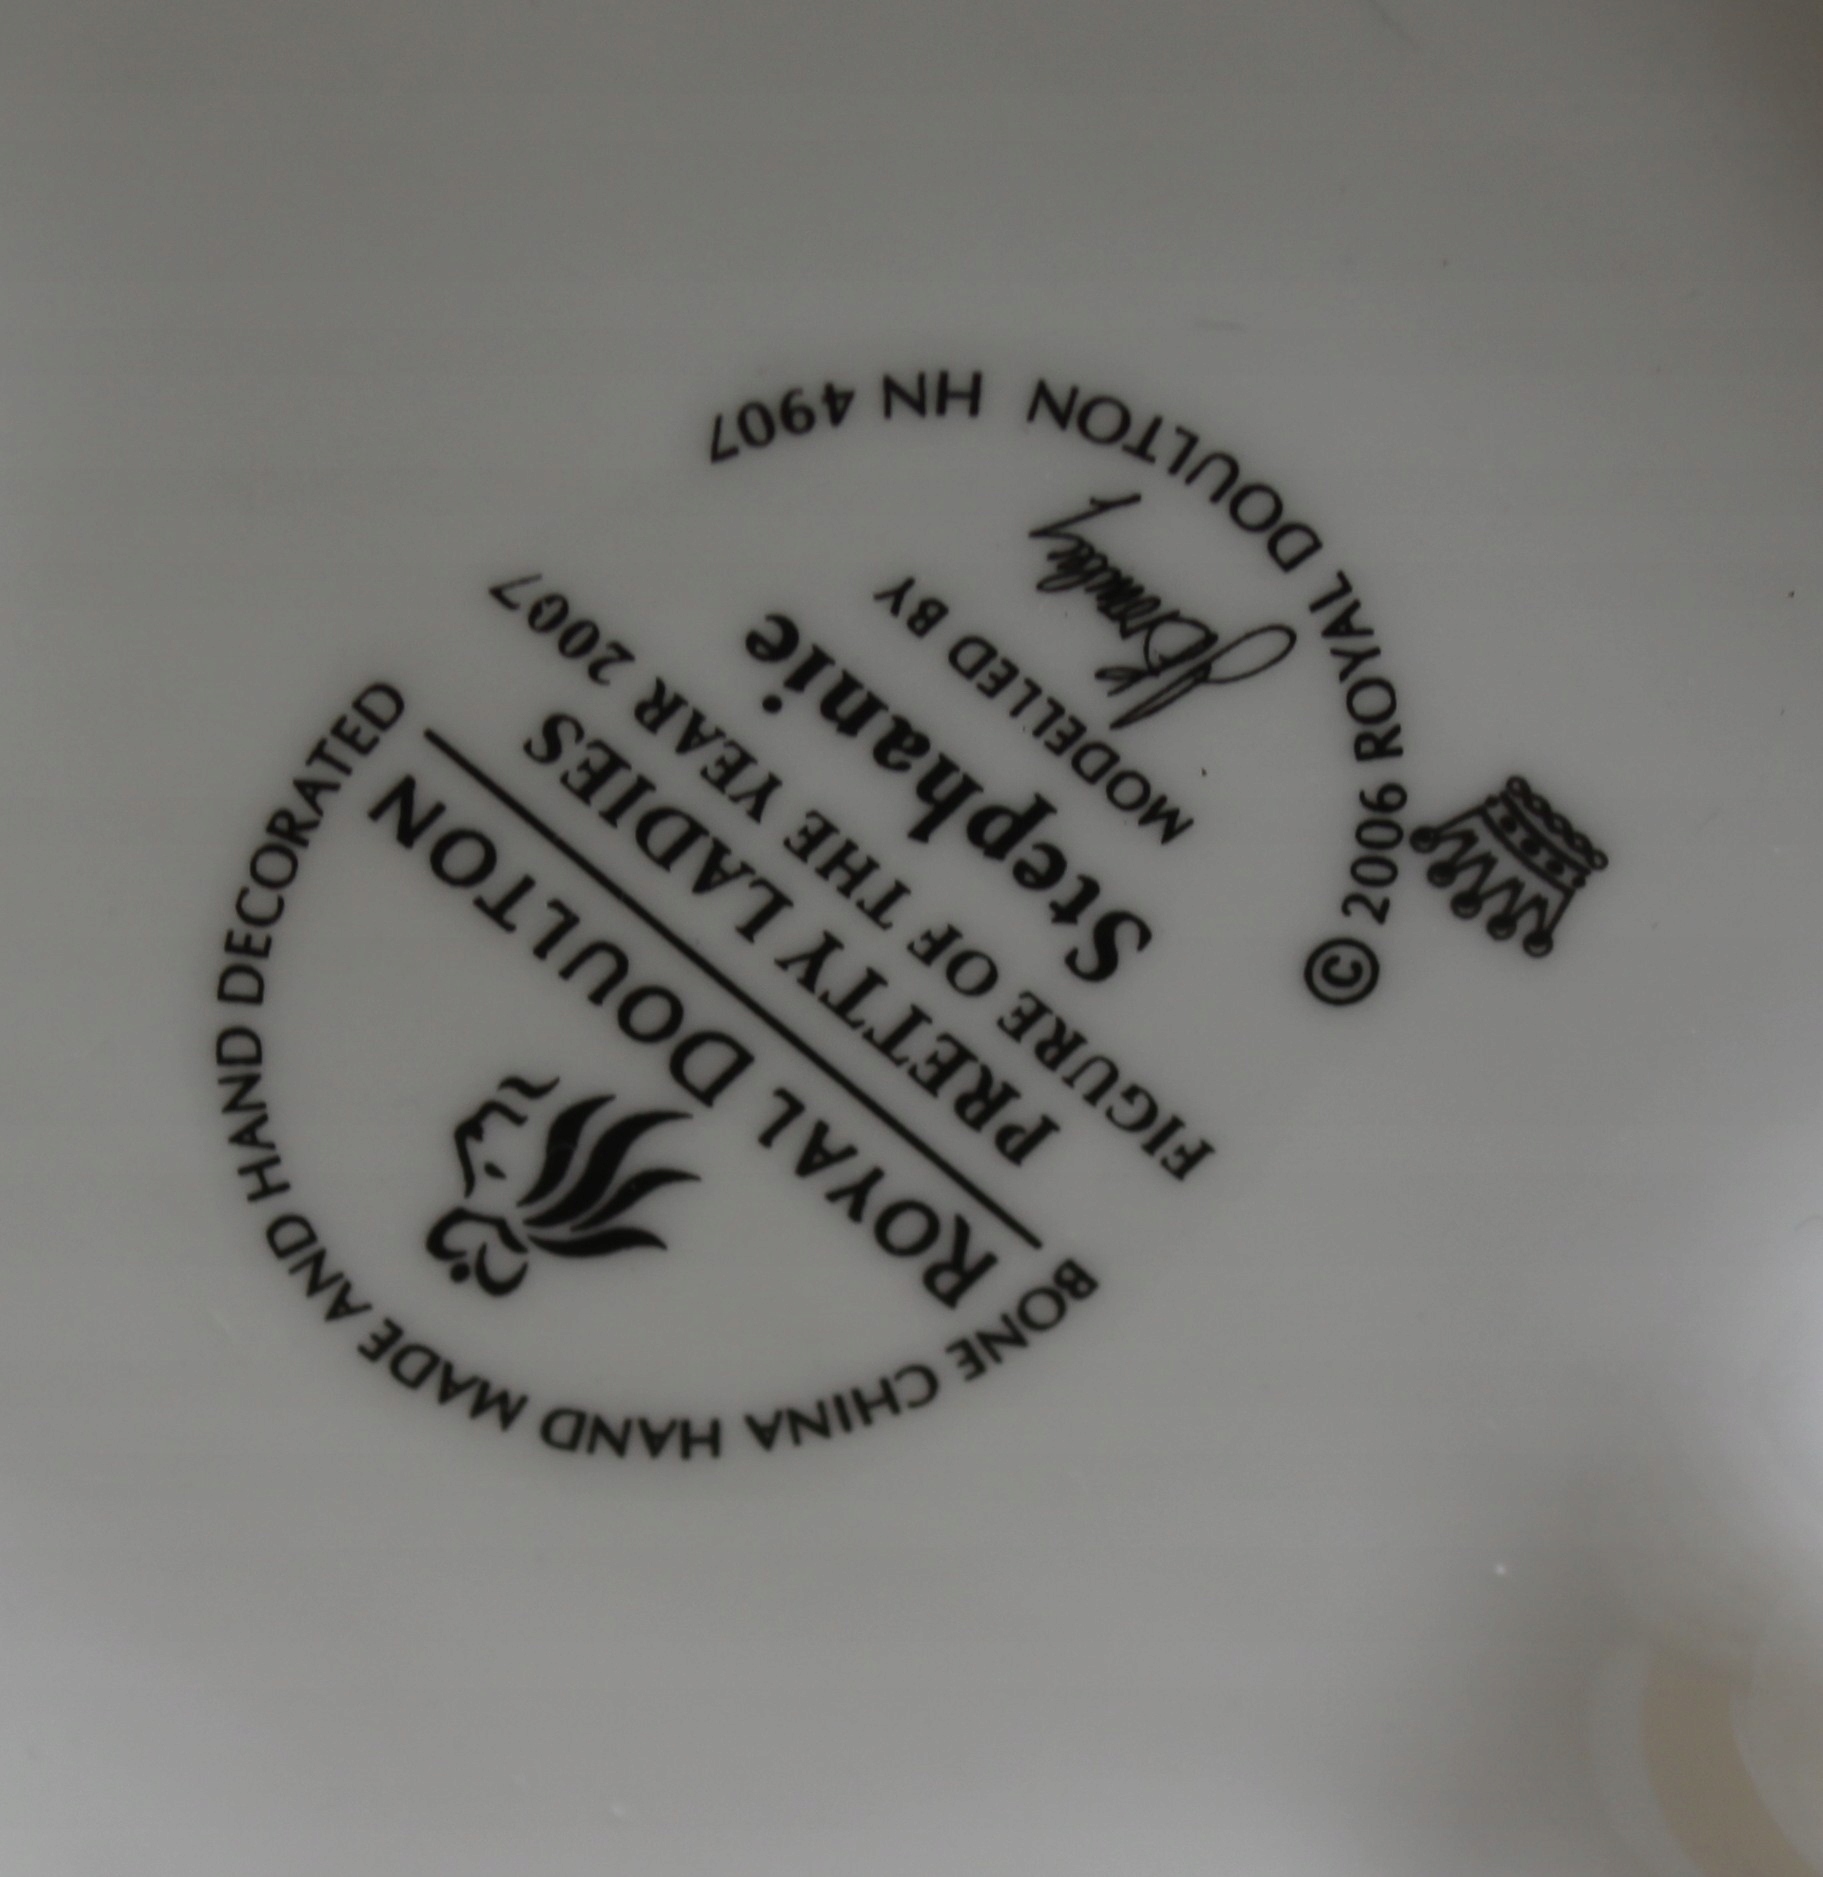 BONE CHINA HAND MADE AND HAND DECORATED
ROYAL DOULTON
PRETTY LADIES
FIGURE OF THE YEAR 2007
Stephanie
MODELLED BY
© 2006 ROYAL DOULTON HN 4907